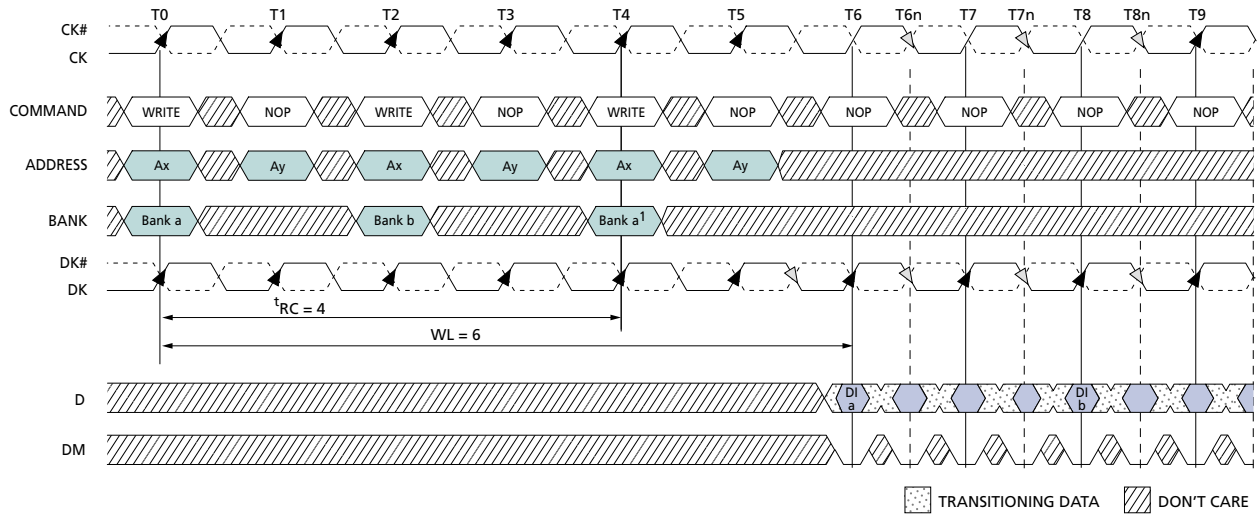 T0 T1 T2 T3 T4 T5 T6 T6n T7 T7n T8 T8n T9
CK#
CK
COMMAND WRITE NOP WRITE NOP WRITE NOP NOP NOP NOP NOP
ADDRESS Ax Ay Ax Ay Ax Ay
BANK Bank a Bank b Bank a1
DK#
DK
tRC = 4
WL = 6
D DI a DI b
DM
TRANSITIONING DATA DON'T CARE